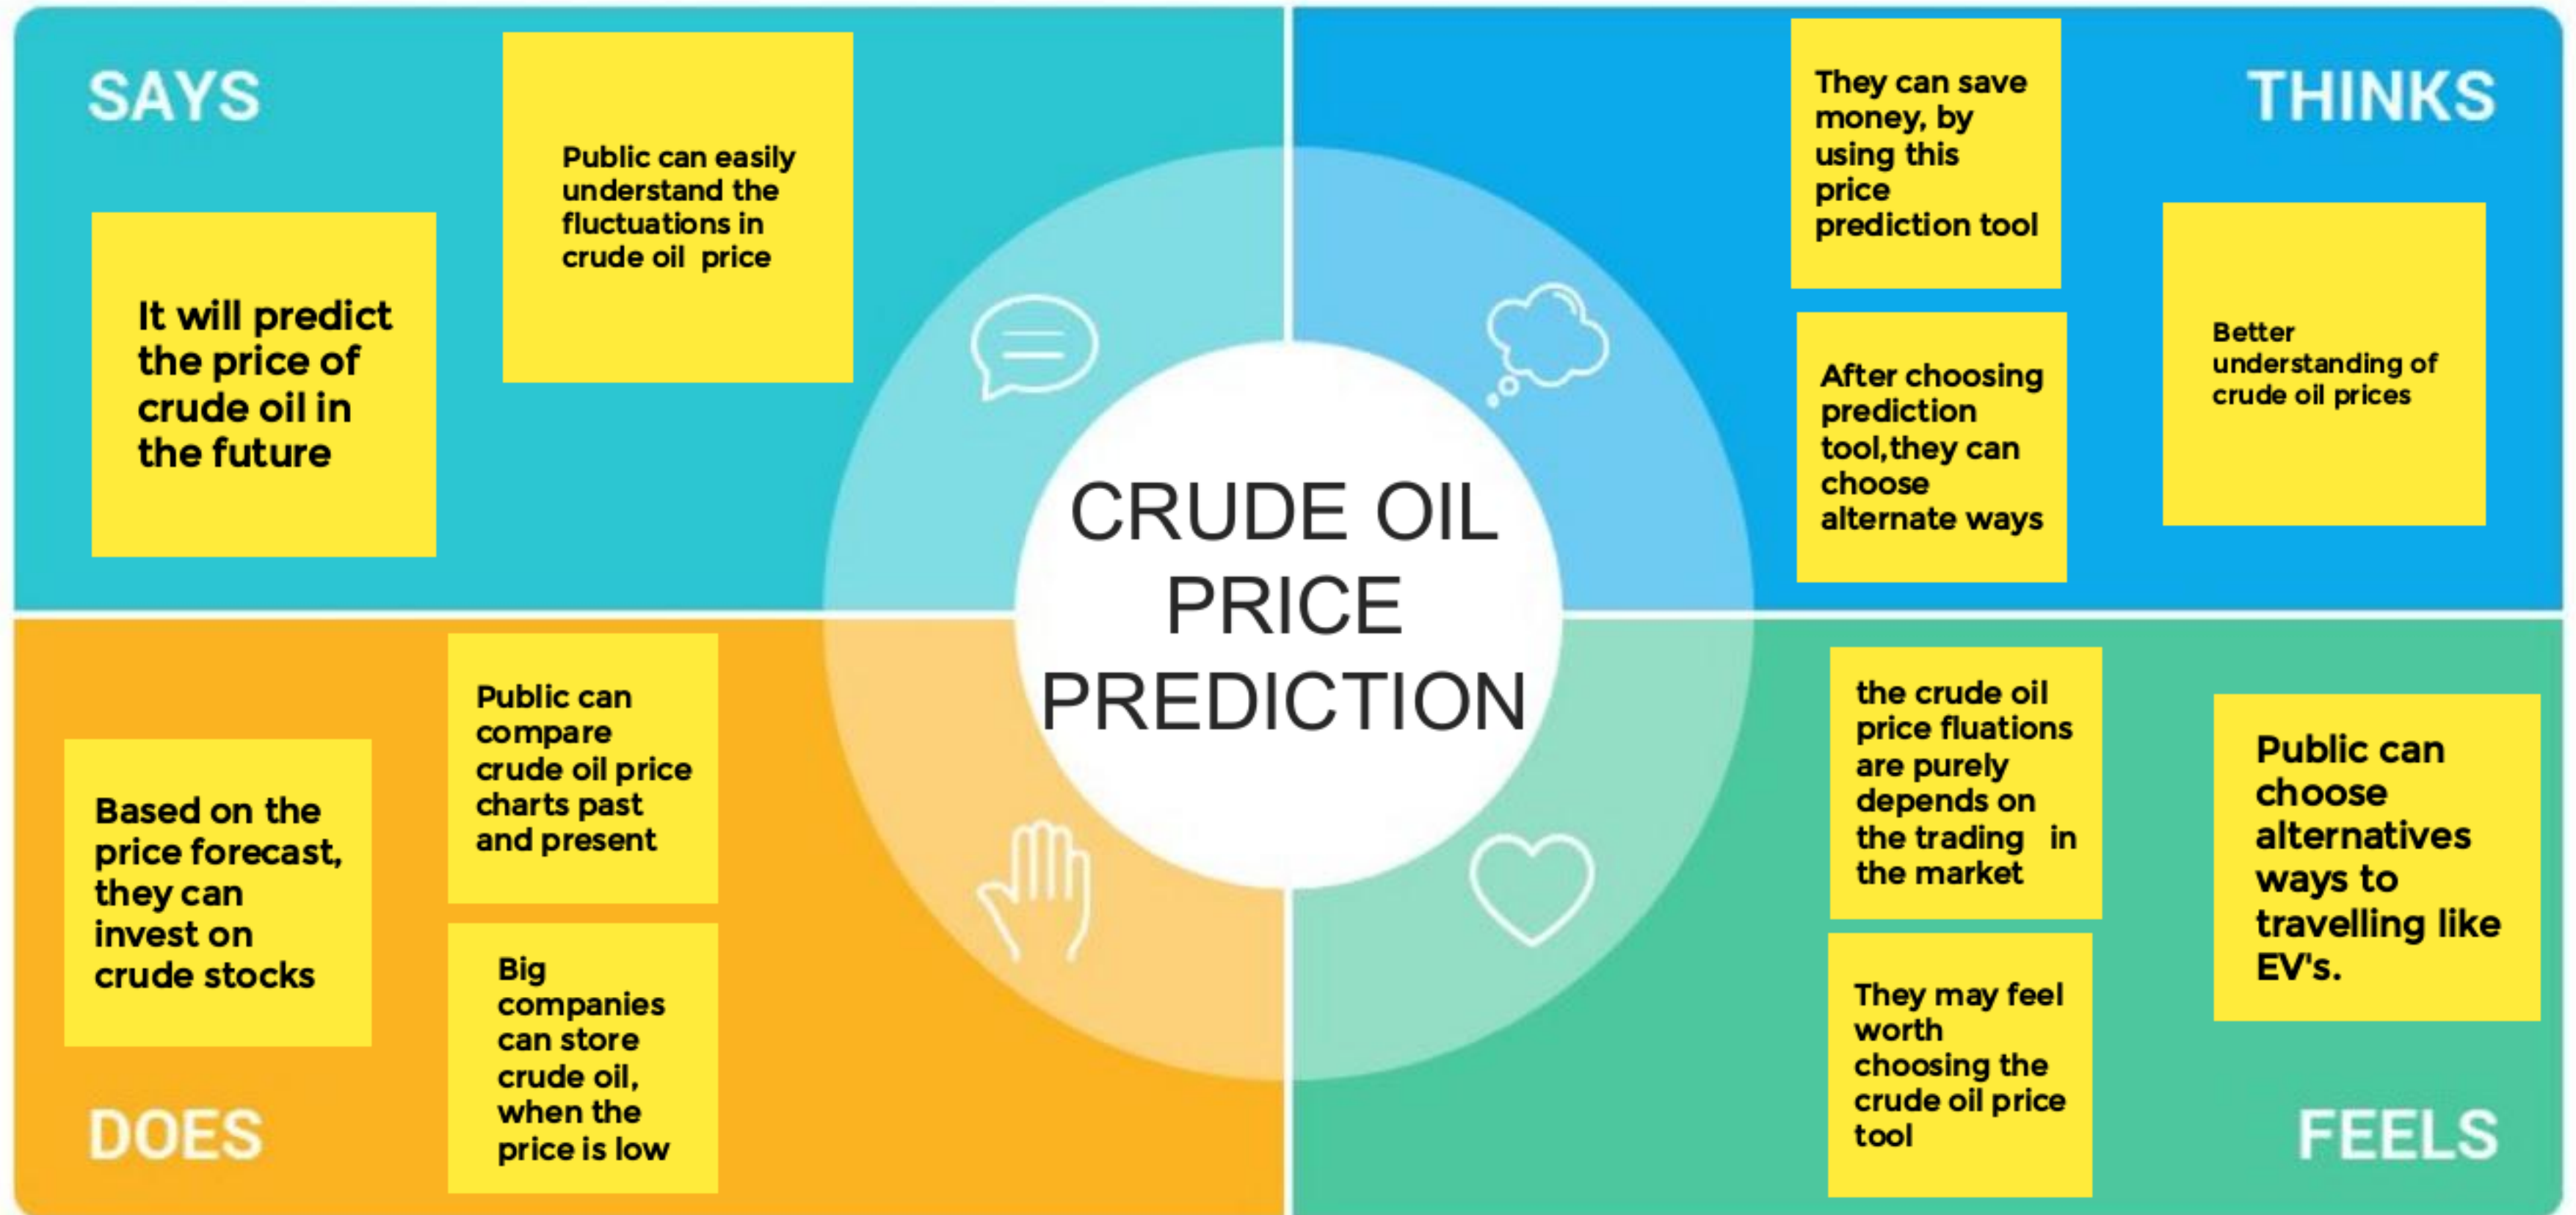 SAYS
Public can easily
understand the
fluctuations in
crude oil  price
It will predict
the price of
crude oil in
the future
THINKS
They can save
money, by
using this
price
prediction tool
After choosing
prediction
tool,they can
choose
alternate ways
Better
understanding of
crude oil prices
CRUDE OIL
PRICE
PREDICTION
DOES
Based on the
price forecast,
they can
invest on
crude stocks
Public can
compare
crude oil price
charts past
and present
Big
companies
can store
crude oil,
when the
price is low
FEELS
the crude oil
price fluations
are purely
depends on
the trading   in
the market
They may feel
worth
choosing the
crude oil price
tool
Public can
choose
alternatives
ways to
travelling like
EV's.